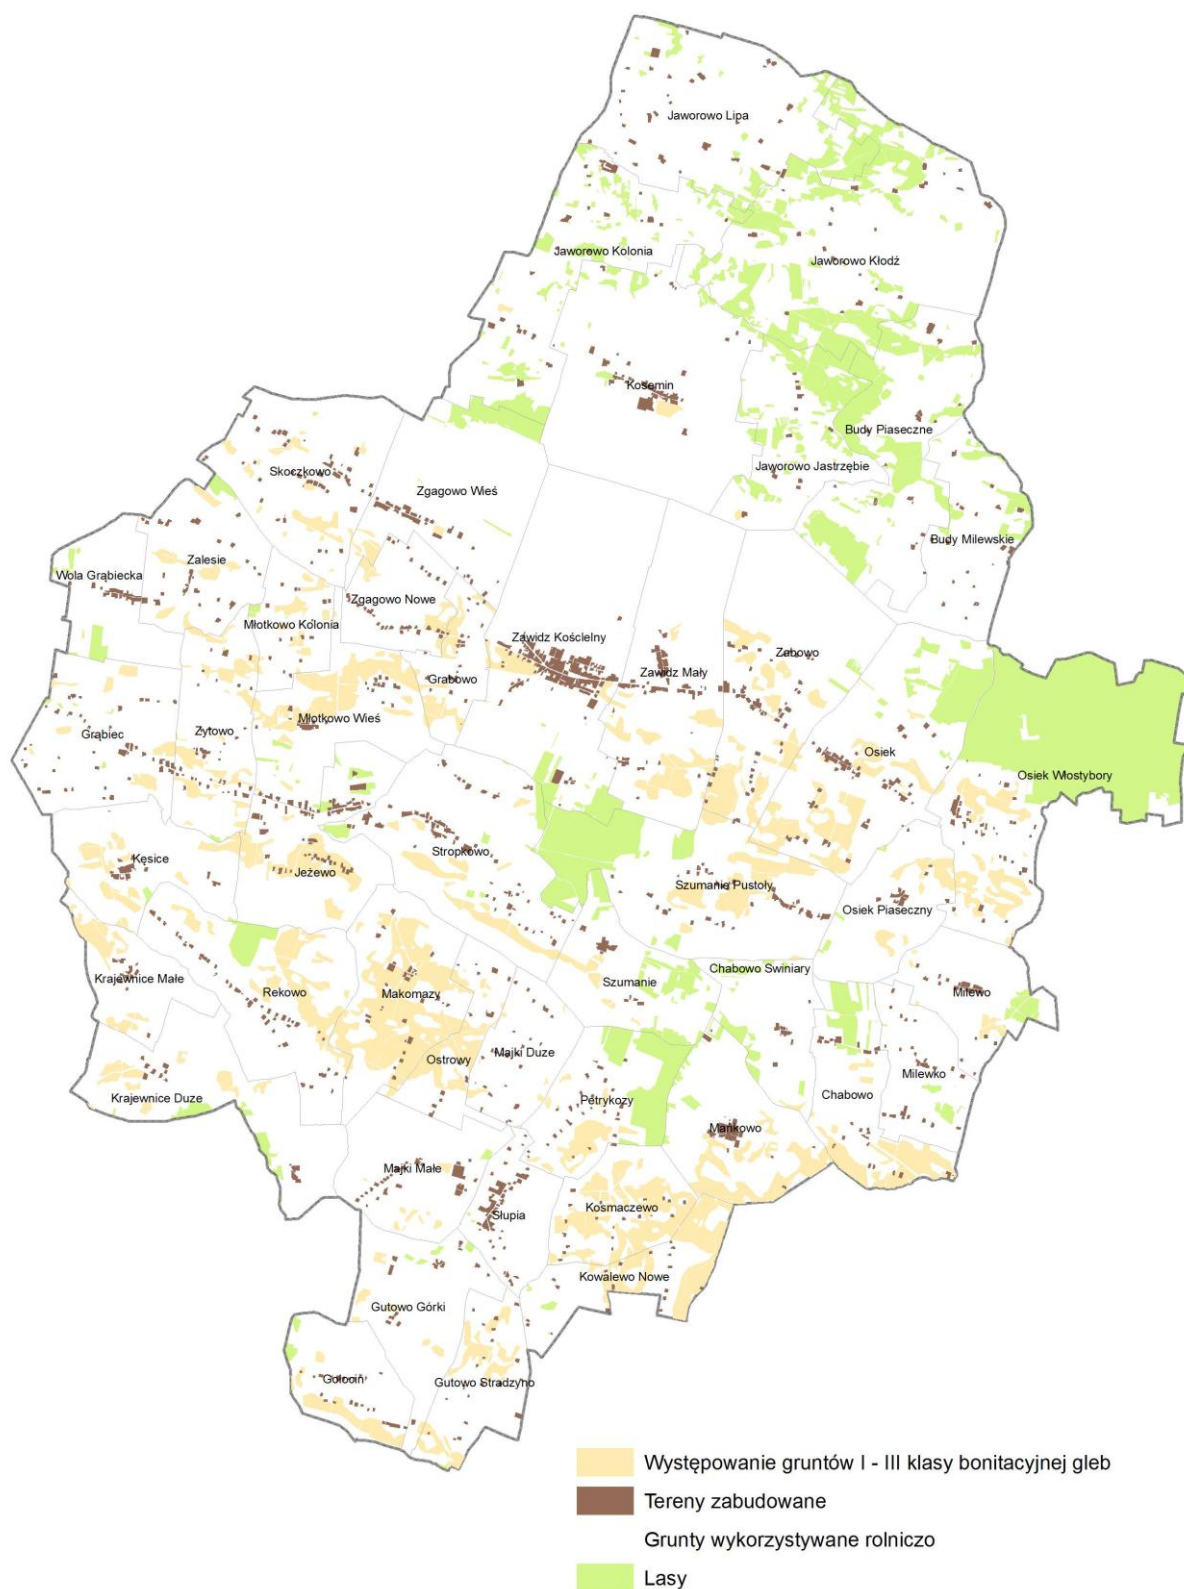 Jaworowo Lipa
Jaworowo Kolonia
Jaworowo Kłodź
Kosemin
Budy Piaseczne
Jaworowo Jastrzębie
Skoczkowo
Zgagowo Wieś
Budy Milewskie
Zalesie
Wola Grąbiecka
Zgagowo Nowe
Młotkowo Kolonia
Zawidz Kościelny
Zabowo
Zawidz Mały
Grabowo
Młotkowo Wieś
Żytowo
Grąbiec
Osiek
Osiek Włostybory
Stropkowo
Kęsice
Jeżewo
Szumanie Pustoły
Osiek Piaseczny
Chabowo Świniary
Krajewnice Małe
Szumanie
Rekowo
Makomazy
Milewo
Majki Duże
Ostrowy
Milewko
Chabowo
Krajewnice Duże
Petrykozy
Mańkowo
Majki Małe
Kosmaczewo
Słupia
Kowalewo Nowe
Gutowo Górki
Gołocin
Gutowo Stradzyno
Występowanie gruntów I - III klasy bonitacyjnej gleb
Tereny zabudowane
Grunty wykorzystywane rolniczo
Lasy